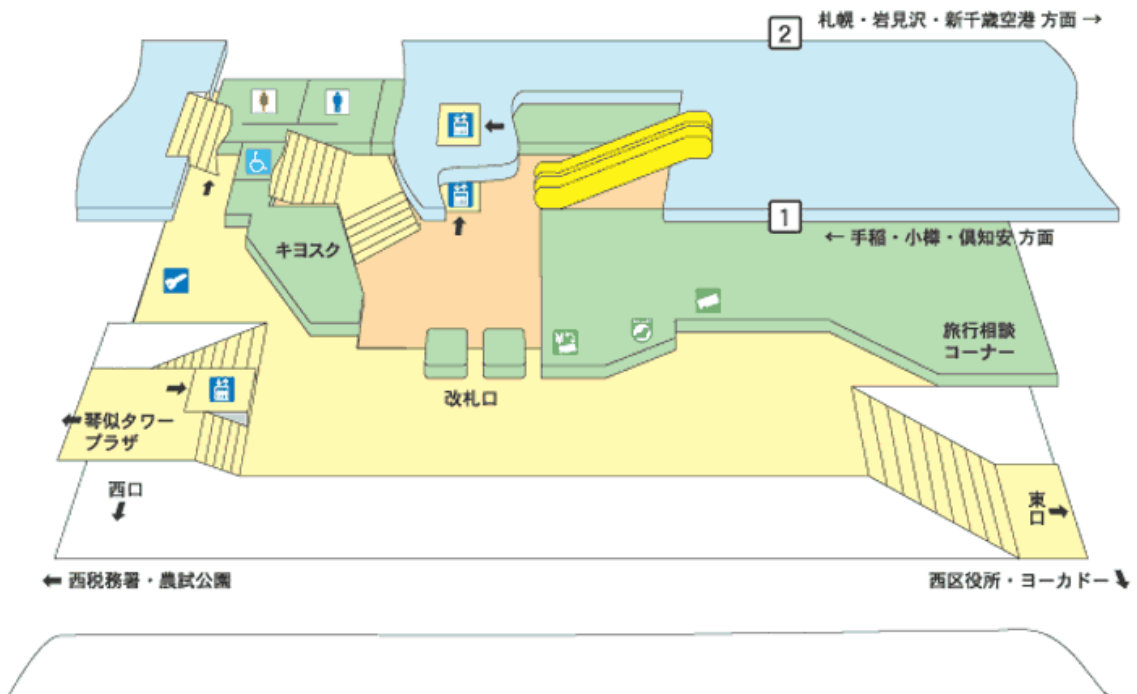 2 札幌・岩見沢・新千歳空港 方面 →
1
← 手稲・小樽・倶知安 方面
キヨスク
旅行相談
コーナー
改札口
← 琴似タワー
プラザ
西口
東
口
← 西税務署・農試公園
西区役所・ヨーカドー